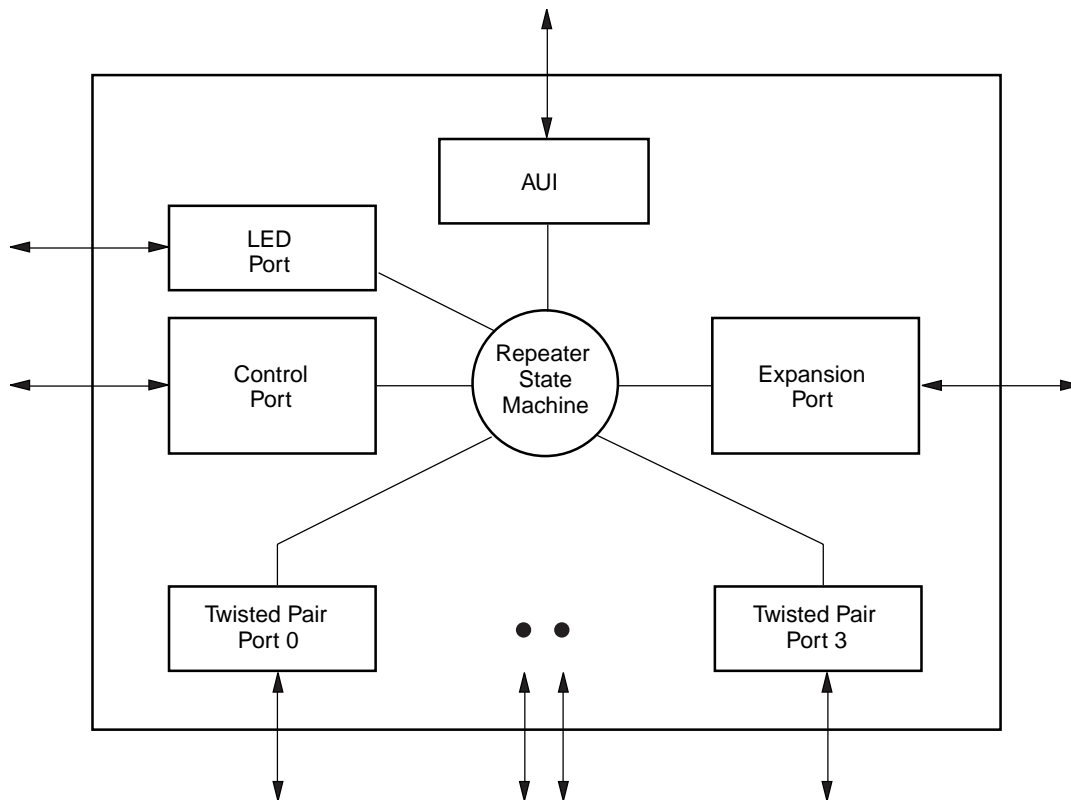 AUI
LED
Port
Control
Port
Repeater
State
Machine
Expansion
Port
Twisted Pair
Port 0
Twisted Pair
Port 3